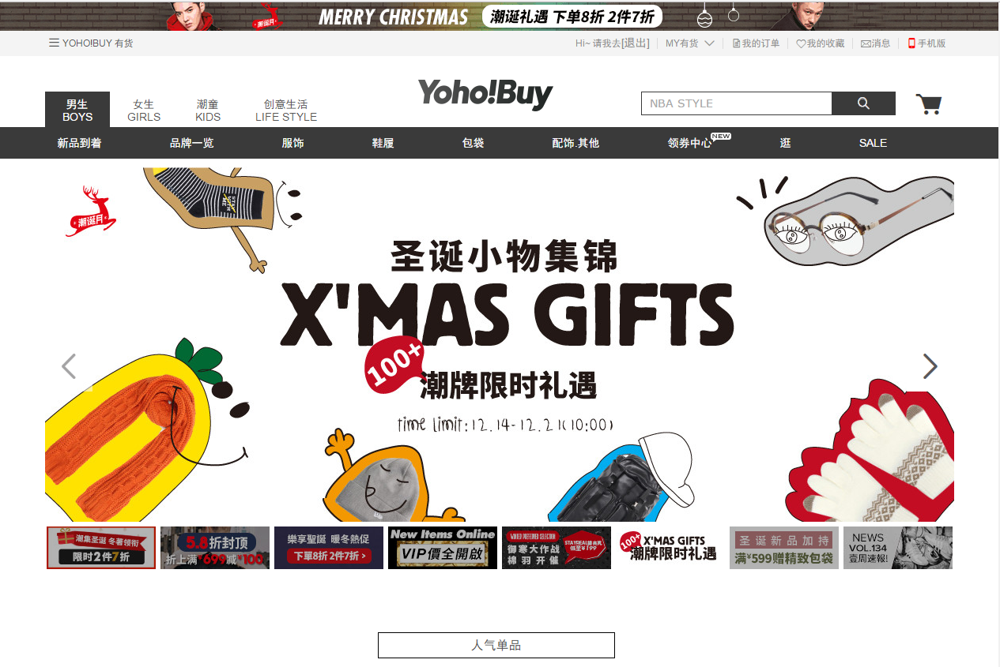 MERRY CHRISTMAS 潮诞礼遇 下单8折 2件7折
潮诞月
YOHO!BUY 有货
Hi~ 请我去[退出]
MY有货
我的订单
我的收藏
消息
手机版
男生
BOYS
女生
GIRLS
潮童
KIDS
创意生活
LIFE STYLE
Yoho!Buy
NBA STYLE
新品到着
品牌一览
服饰
鞋履
包袋
配饰.其他
领券中心
NEW
逛
SALE
潮诞月
圣诞小物集锦
X'MAS GIFTS
100+
潮牌限时礼遇
time limit:12.14-12.21(10:00)
潮集圣诞 冬著领衔
限时2件7折
5.8折封顶
折上满¥699减¥100
樂享聖誕 暖冬熱促
下單8折 2件7折 >
New Items Online
VIP價全開啟
WINTER PREFERRED SELECTION
御寒大作战
棉羽开催
低至¥199
100+
X'MAS GIFTS
潮牌限时礼遇
圣诞新品加持
满¥599赠精致包袋
NEWS
VOL.134
壹周速報!
人气单品